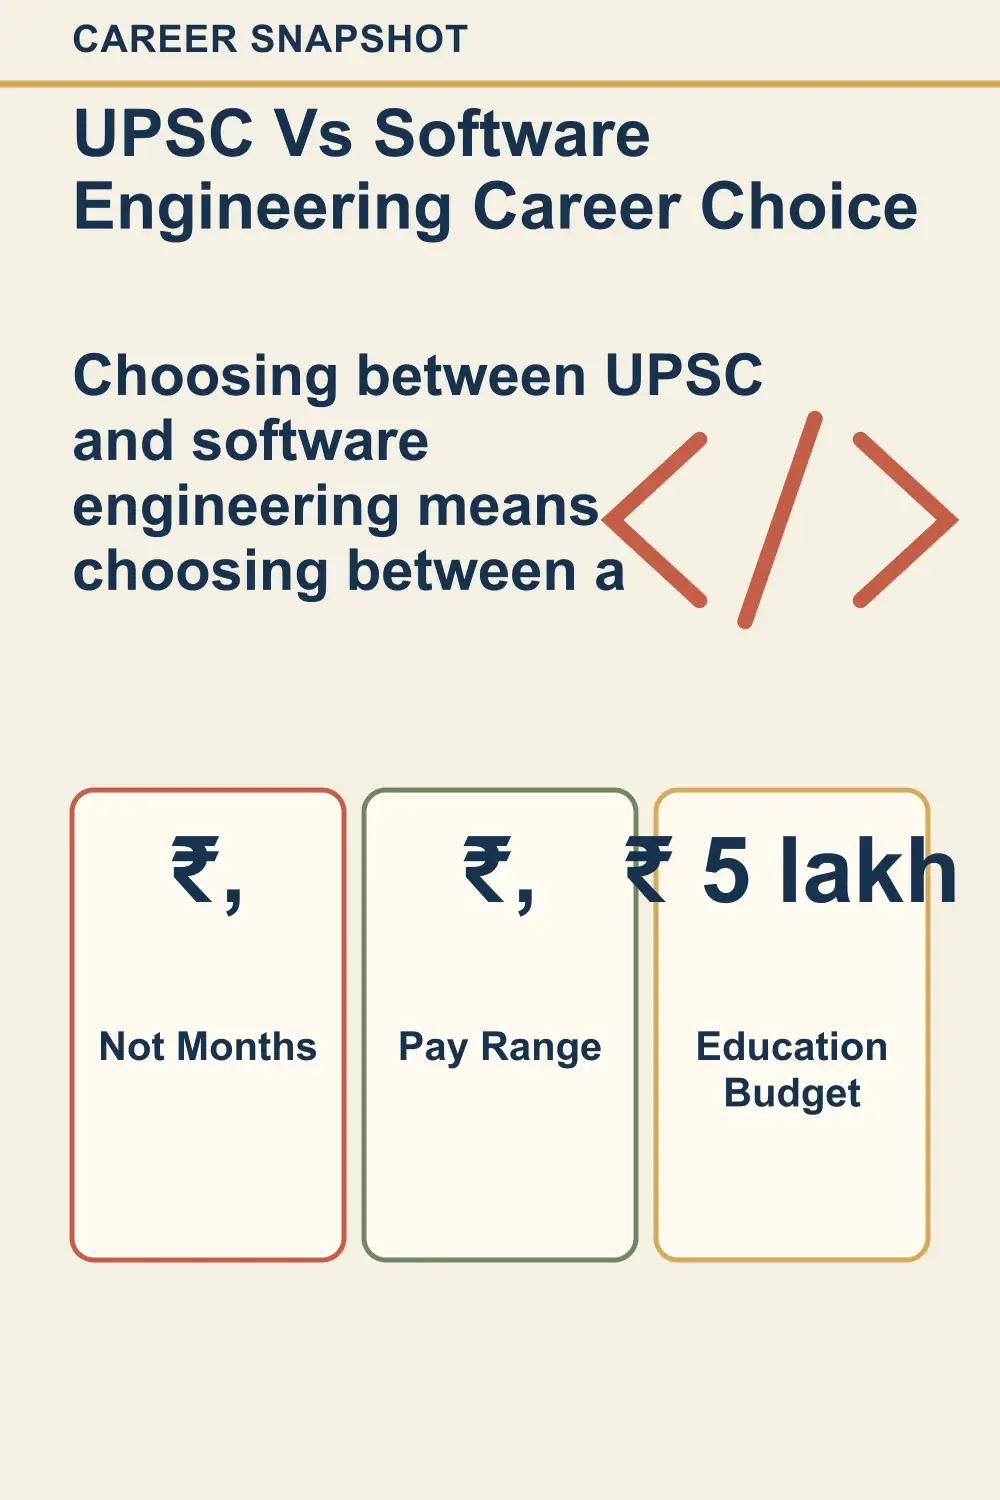 CAREER SNAPSHOT
UPSC Vs Software
Engineering Career Choice
Choosing between UPSC
and software
engineering means
choosing between a
</>
₹,
₹,
₹ 5 lakh
Not Months
Pay Range
Education
Budget